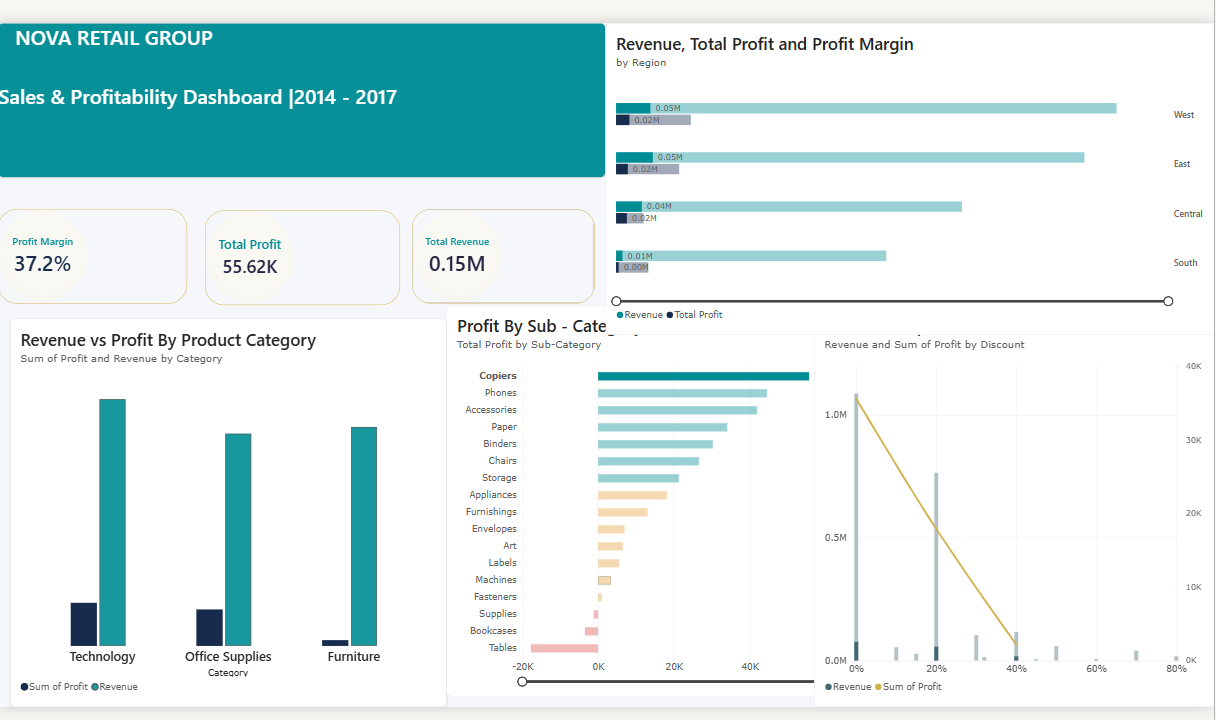 NOVA RETAIL GROUP
Sales & Profitability Dashboard |2014 - 2017
Profit Margin
37.2%
Total Profit
55.62K
Total Revenue
0.15M
Revenue, Total Profit and Profit Margin
by Region
0.05M
0.02M
West
0.05M
0.02M
East
0.04M
0.02M
Central
0.01M
0.00M
South
Revenue Total Profit
Revenue vs Profit By Product Category
Sum of Profit and Revenue by Category
Technology Office Supplies Furniture
Category
Sum of Profit Revenue
Profit By Sub - Categ
Total Profit by Sub-Category
Copiers
Phones
Accessories
Paper
Binders
Chairs
Storage
Appliances
Furnishings
Envelopes
Art
Labels
Machines
Fasteners
Supplies
Bookcases
Tables
-20K 0K 20K 40K
Revenue and Sum of Profit by Discount
40K
1.0M
30K
20K
0.5M
10K
0.0M
0K
0% 20% 40% 60% 80%
Revenue Sum of Profit